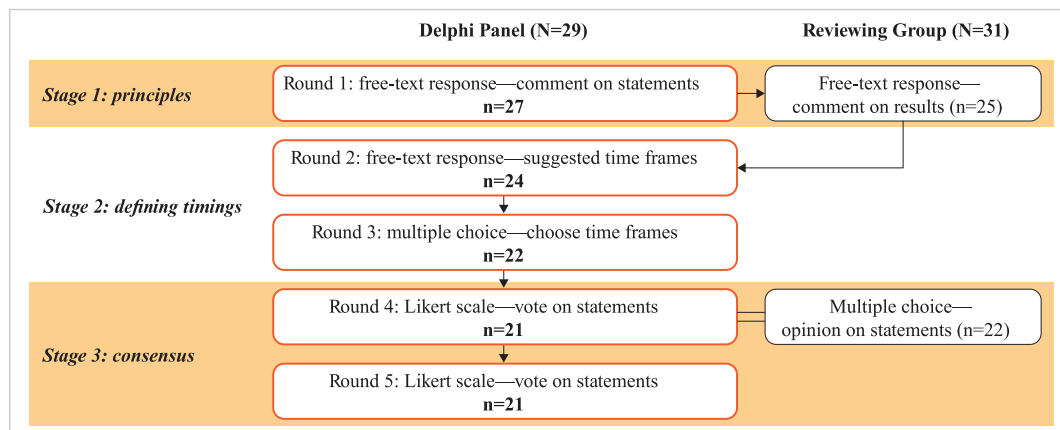 Delphi Panel (N=29)
Reviewing Group (N=31)
Stage 1: principles
Round 1: free-text response—comment on statements
n=27
Free-text response—
comment on results (n=25)
Stage 2: defining timings
Round 2: free-text response—suggested time frames
n=24
Round 3: multiple choice—choose time frames
n=22
Stage 3: consensus
Round 4: Likert scale—vote on statements
n=21
Multiple choice—
opinion on statements (n=22)
Round 5: Likert scale—vote on statements
n=21